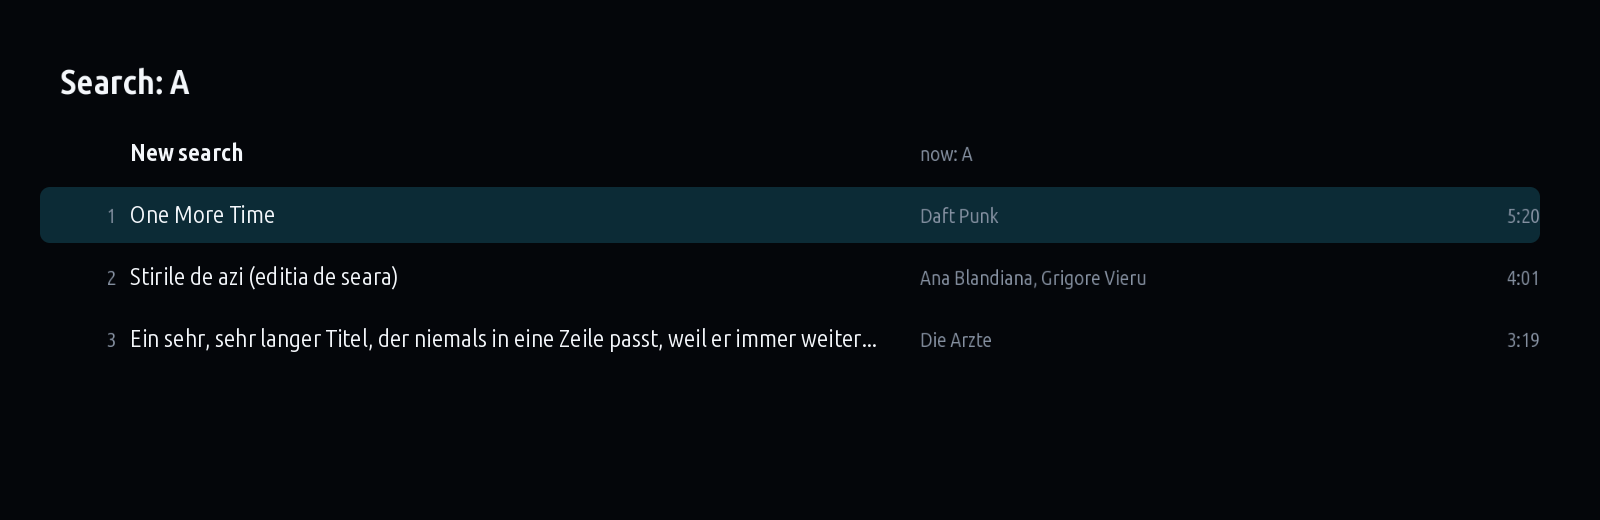 Search: A
New search now: A
1 One More Time Daft Punk 5:20
2 Stirile de azi (editia de seara) Ana Blandiana, Grigore Vieru 4:01
3 Ein sehr, sehr langer Titel, der niemals in eine Zeile passt, weil er immer weiter... Die Arzte 3:19